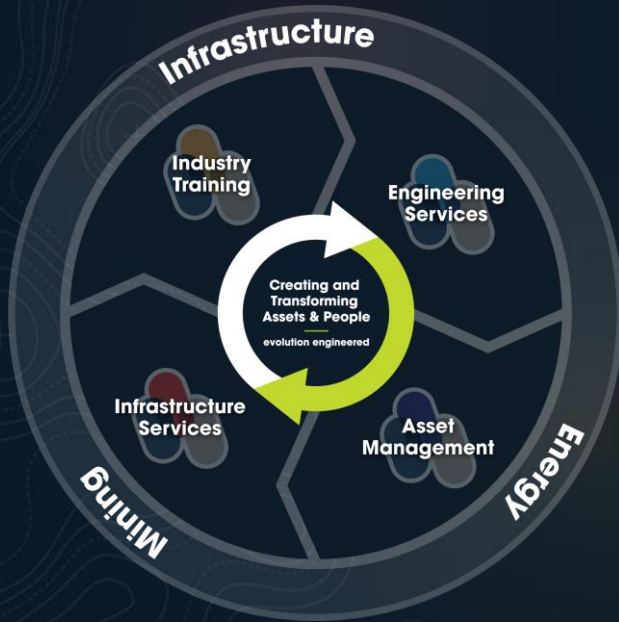 Infrastructure
Industry
Training
Engineering
Services
Creating and
Transforming
Assets & People
evolution engineered
Infrastructure
Services
Asset
Management
Mining
Energy